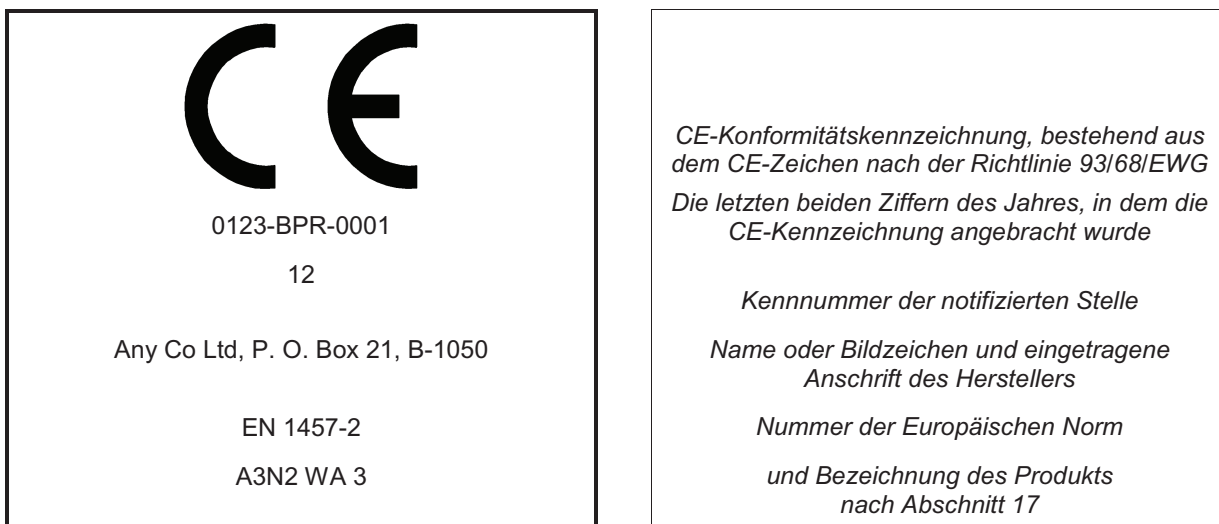 CE
0123-BPR-0001
12
Any Co Ltd, P. O. Box 21, B-1050
EN 1457-2
A3N2 WA 3
CE-Konformitätskennzeichnung, bestehend aus
dem CE-Zeichen nach der Richtlinie 93/68/EWG
Die letzten beiden Ziffern des Jahres, in dem die
CE-Kennzeichnung angebracht wurde
Kennnummer der notifizierten Stelle
Name oder Bildzeichen und eingetragene
Anschrift des Herstellers
Nummer der Europäischen Norm
und Bezeichnung des Produkts
nach Abschnitt 17